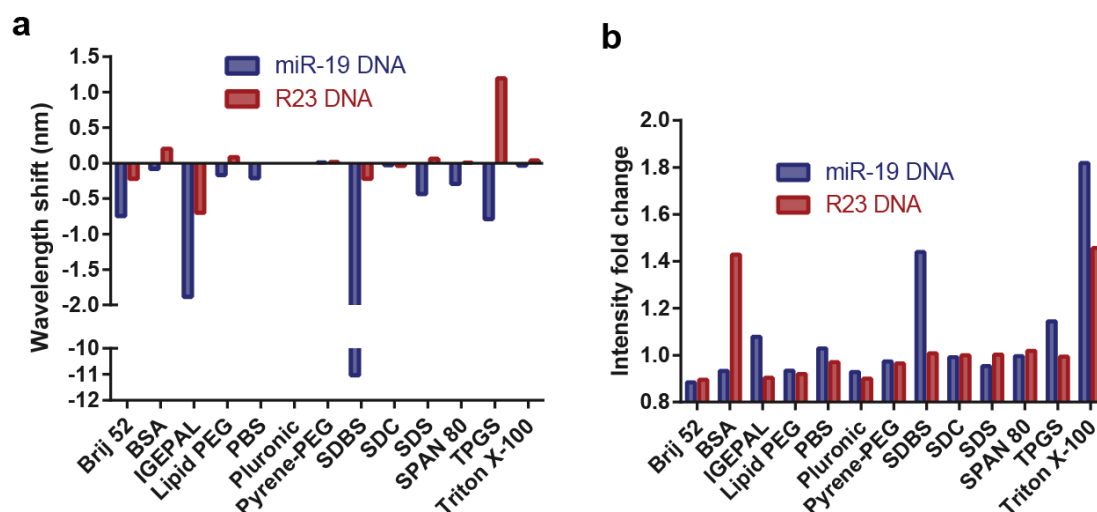 a
1.5
1.0
0.5
0.0
-0.5
-1.0
-1.5
-2.0
-10
-11
-12
Wavelength shift (nm)
miR-19 DNA
R23 DNA
Brij 52
BSA
IGEPAL
Lipid PEG
PBS
Pluronic
Pyrene-PEG
SDBS
SDC
SDS
SPAN 80
TPGS
Triton X-100
b
2.0
1.8
1.6
1.4
1.2
1.0
0.8
Intensity fold change
miR-19 DNA
R23 DNA
Brij 52
BSA
IGEPAL
Lipid PEG
PBS
Pluronic
Pyrene-PEG
SDBS
SDC
SDS
SPAN 80
TPGS
Triton X-100